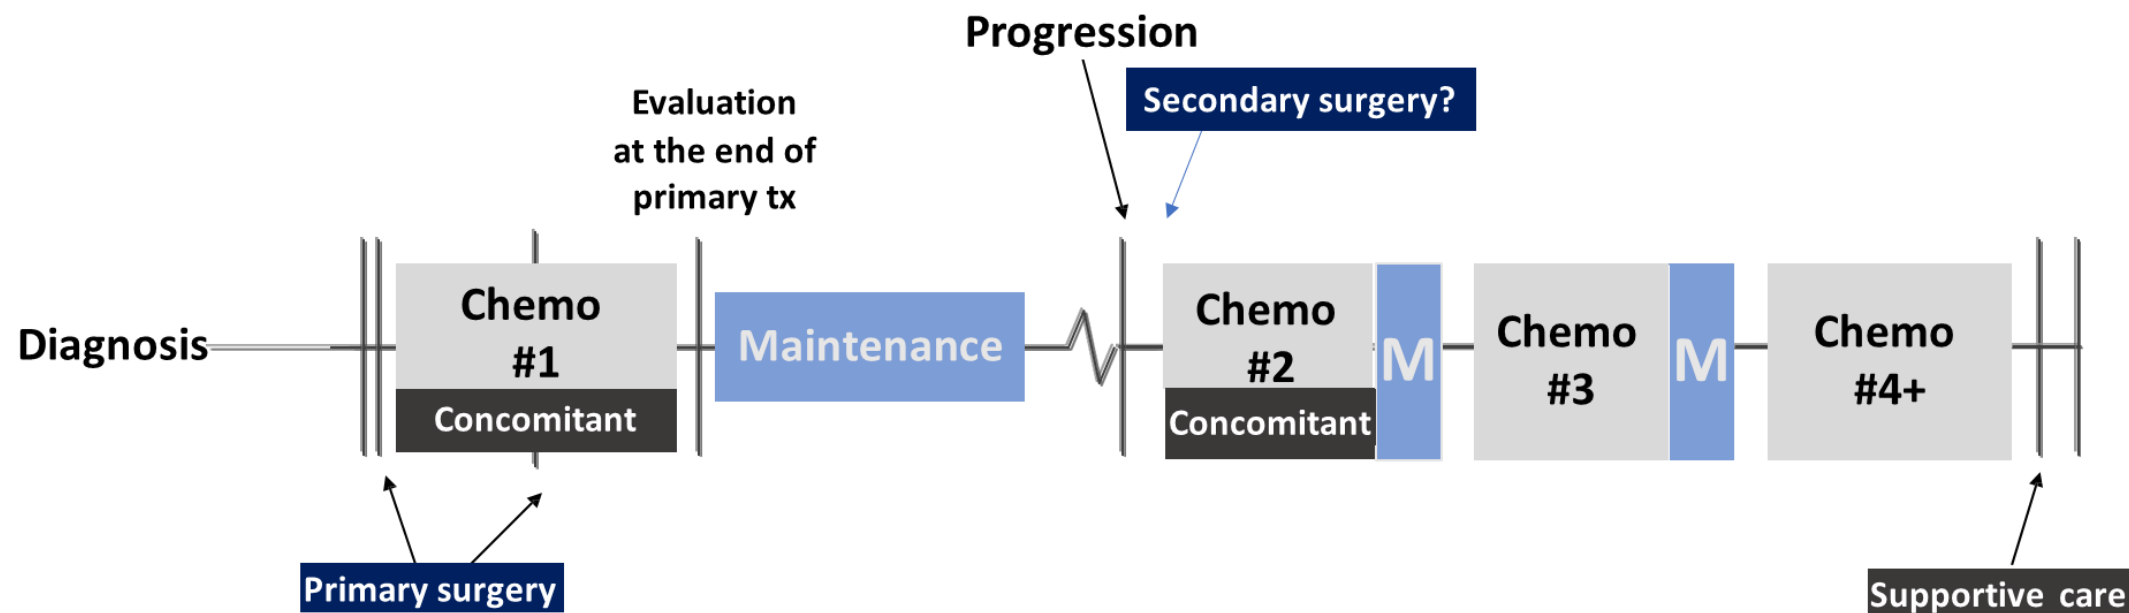 Progression
Secondary surgery?
Evaluation
at the end of
primary tx
Diagnosis
Chemo
#1
Concomitant
Maintenance
Chemo
#2
Concomitant
M
Chemo
#3
M
Chemo
#4+
Primary surgery
Supportive care